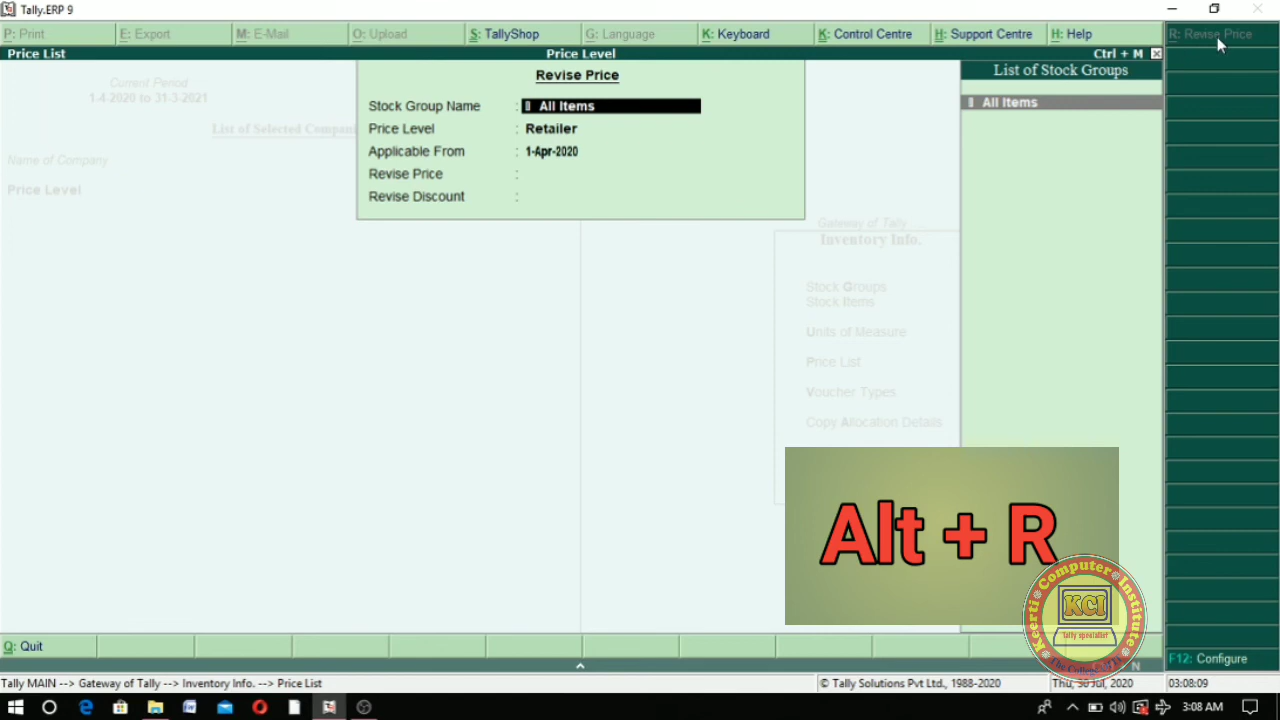 Tally.ERP 9
P: Print
E: Export
M: E-Mail
O: Upload
S: TallyShop
G: Language
K: Keyboard
K: Control Centre
H: Support Centre
H: Help
R: Revise Price
Price List
Price Level
Ctrl + M
Revise Price
List of Stock Groups
Current Period
1-4-2020 to 31-3-2021
List of Selected Compani
Name of Company
Price Level
Stock Group Name : All Items
Price Level : Retailer
Applicable From : 1-Apr-2020
Revise Price :
Revise Discount :
All Items
Gateway of Tally ...
Inventory Info.
Stock Groups
Stock Items
Units of Measure
Price List
Voucher Types
Copy Allocation Details
Alt + R
Keerti Computer Institute
KCI
tally specialist
Q: Quit
N
F12: Configure
Tally MAIN --> Gateway of Tally --> Inventory Info. --> Price List
© Tally Solutions Pvt Ltd., 1988-2020
Thu, 30 Jul, 2020
03:08:09
3:08 AM